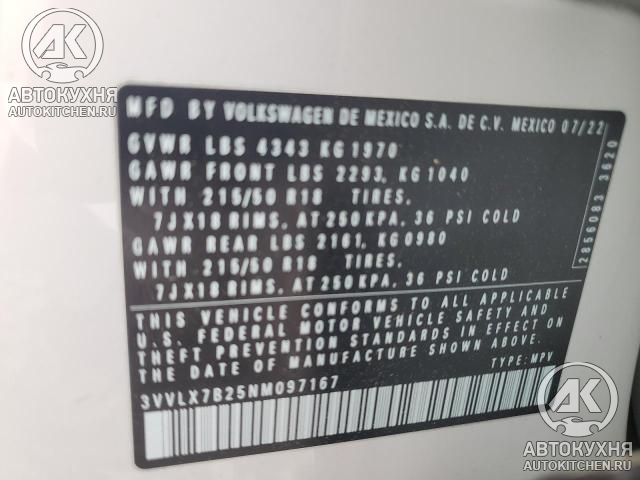 AK
АВТОКУХНЯ
AUTOKITCHEN.RU
MFD BY VOLKSWAGEN DE MEXICO S.A. DE C.V. MEXICO 07/22
GVWR LBS 4343 KG 1970
GAWR FRONT LBS 2293, KG 1040
WITH 215/50 R18 TIRES.
7JX18 RIMS, AT 250 KPA, 36 PSI COLD
GAWR REAR LBS 2161, KG 0980
WITH 215/50 R18 TIRES.
7JX18 RIMS, AT 250 KPA, 36 PSI COLD
THIS VEHICLE CONFORMS TO ALL APPLICABLE
U.S. FEDERAL MOTOR VEHICLE SAFETY AND
THEFT PREVENTION STANDARDS IN EFFECT ON
THE DATE OF MANUFACTURE SHOWN ABOVE.
TYPE: MPV
3VVLX7B25NM097167
2856083 3620
AK
АВТОКУХНЯ
AUTOKITCHEN.RU